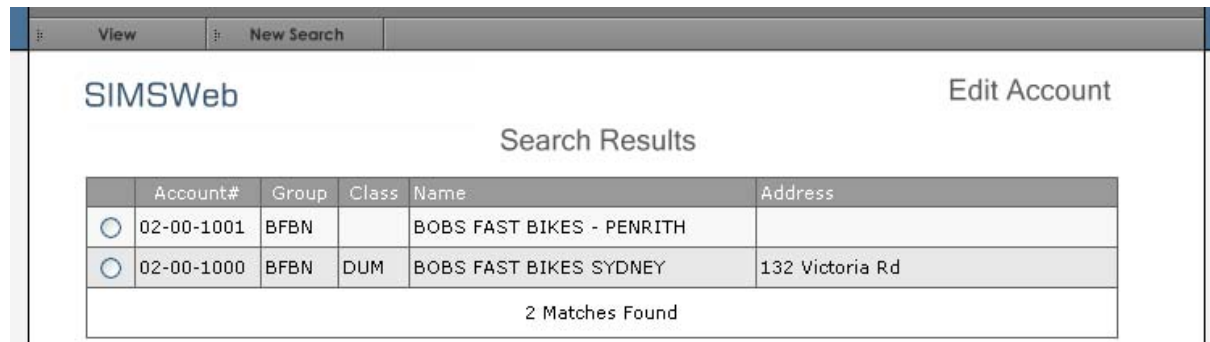 View New Search
SIMSWeb Edit Account
Search Results
Account# Group Class Name Address
02-00-1001 BFBN BOBS FAST BIKES - PENRITH
02-00-1000 BFBN DUM BOBS FAST BIKES SYDNEY 132 Victoria Rd
2 Matches Found